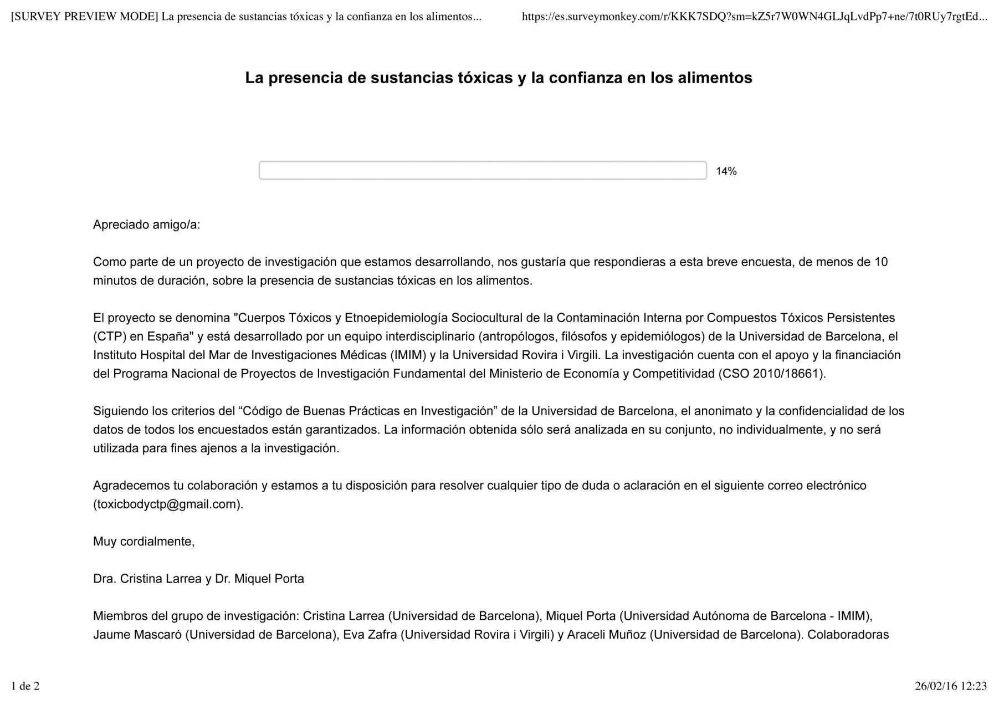 [SURVEY PREVIEW MODE] La presencia de sustancias tóxicas y la confianza en los alimentos...
https://es.surveymonkey.com/r/KKK7SDQ?sm=kZ5r7W0WN4GLJqLvdPp7+ne/7t0RUy7rgtEd...
La presencia de sustancias tóxicas y la confianza en los alimentos
14%
Apreciado amigo/a:
Como parte de un proyecto de investigación que estamos desarrollando, nos gustaría que respondieras a esta breve encuesta, de menos de 10
minutos de duración, sobre la presencia de sustancias tóxicas en los alimentos.
El proyecto se denomina "Cuerpos Tóxicos y Etnoepidemiología Sociocultural de la Contaminación Interna por Compuestos Tóxicos Persistentes
(CTP) en España" y está desarrollado por un equipo interdisciplinario (antropólogos, filósofos y epidemiólogos) de la Universidad de Barcelona, el
Instituto Hospital del Mar de Investigaciones Médicas (IMIM) y la Universidad Rovira i Virgili. La investigación cuenta con el apoyo y la financiación
del Programa Nacional de Proyectos de Investigación Fundamental del Ministerio de Economía y Competitividad (CSO 2010/18661).
Siguiendo los criterios del “Código de Buenas Prácticas en Investigación” de la Universidad de Barcelona, el anonimato y la confidencialidad de los
datos de todos los encuestados están garantizados. La información obtenida sólo será analizada en su conjunto, no individualmente, y no será
utilizada para fines ajenos a la investigación.
Agradecemos tu colaboración y estamos a tu disposición para resolver cualquier tipo de duda o aclaración en el siguiente correo electrónico
(toxicbodyctp@gmail.com).
Muy cordialmente,
Dra. Cristina Larrea y Dr. Miquel Porta
Miembros del grupo de investigación: Cristina Larrea (Universidad de Barcelona), Miquel Porta (Universidad Autónoma de Barcelona - IMIM),
Jaume Mascaró (Universidad de Barcelona), Eva Zafra (Universidad Rovira i Virgili) y Araceli Muñoz (Universidad de Barcelona). Colaboradoras
1 de 2
26/02/16 12:23